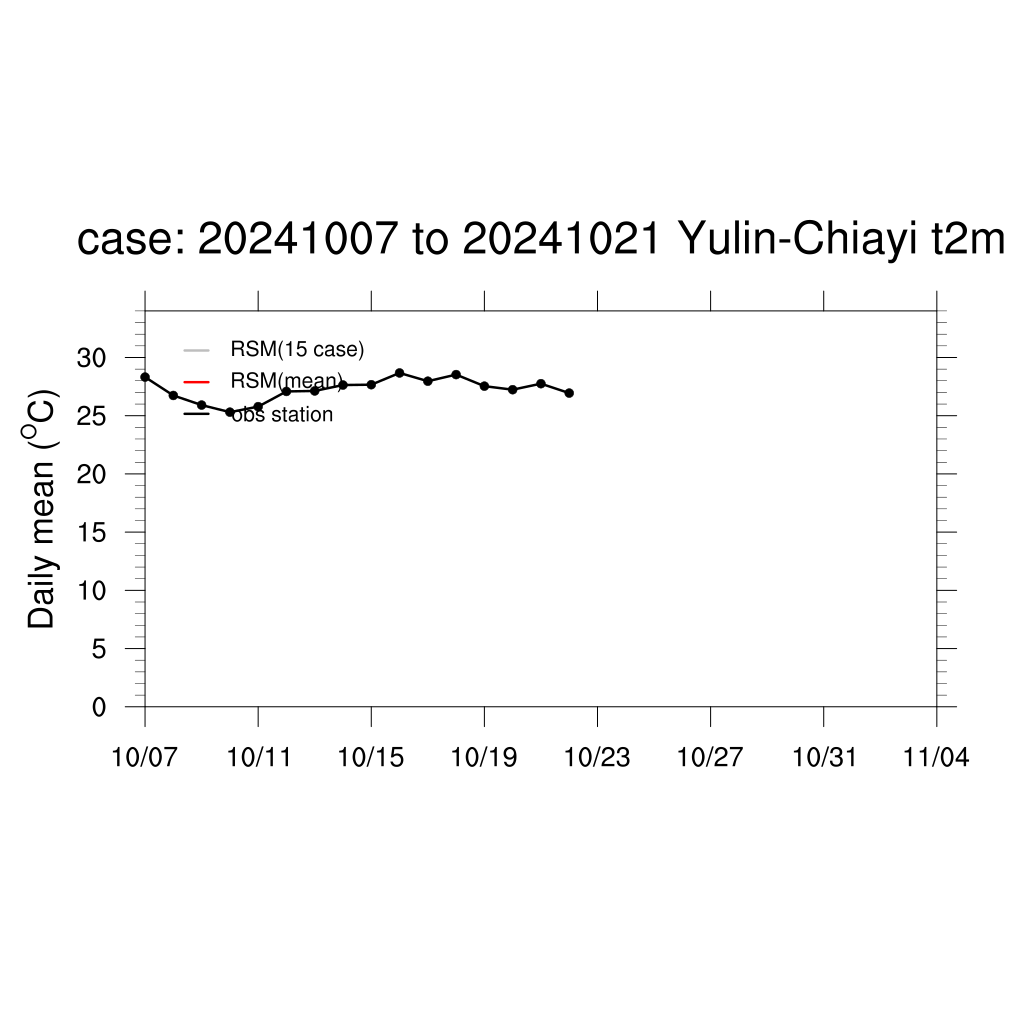 case: 20241007 to 20241021 Yulin-Chiayi t2m
RSM(15 case)
RSM(mean)
obs station
Daily mean (°C)
30
25
20
15
10
5
0
10/07 10/11 10/15 10/19 10/23 10/27 10/31 11/04